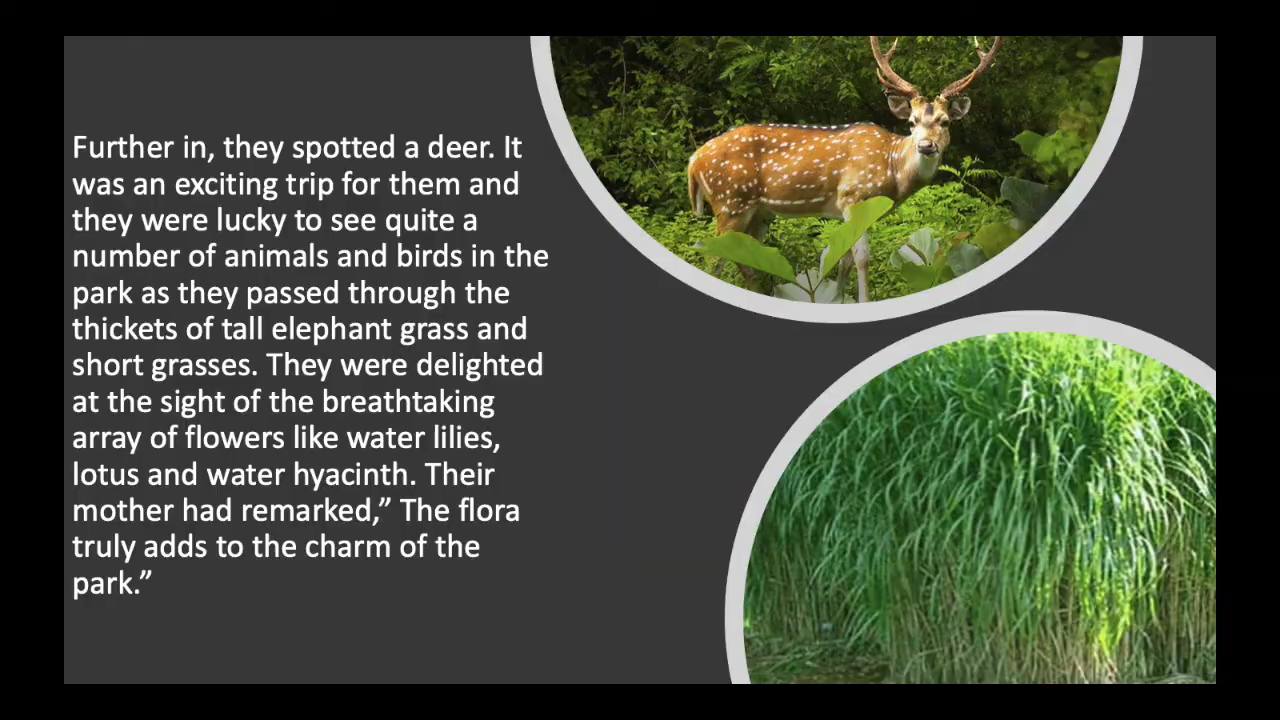 Further in, they spotted a deer. It
was an exciting trip for them and
they were lucky to see quite a
number of animals and birds in the
park as they passed through the
thickets of tall elephant grass and
short grasses. They were delighted
at the sight of the breathtaking
array of flowers like water lilies,
lotus and water hyacinth. Their
mother had remarked,” The flora
truly adds to the charm of the
park.”